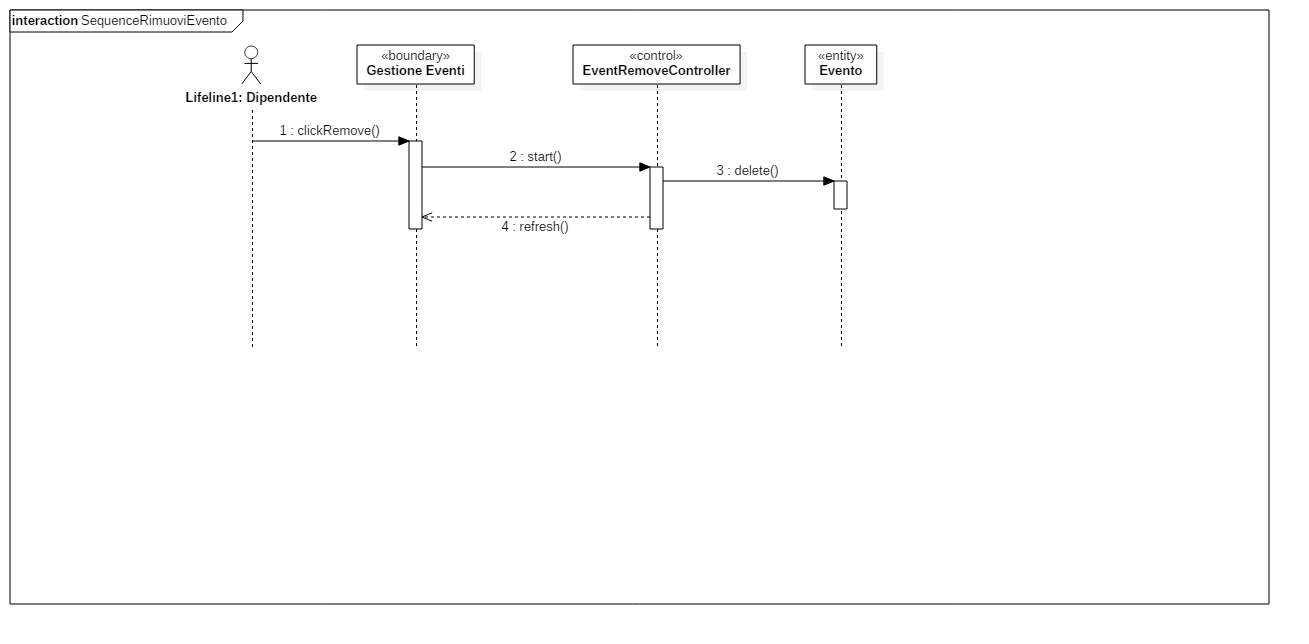 interaction SequenceRimuoviEvento
«boundary»
Gestione Eventi
«control»
EventRemoveController
«entity»
Evento
Lifeline1: Dipendente
1 : clickRemove()
2 : start()
3 : delete()
4 : refresh()